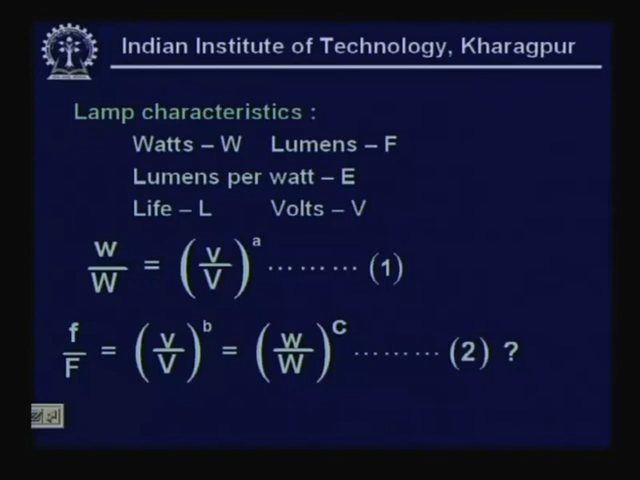 Indian Institute of Technology, Kharagpur
Lamp characteristics :
Watts – W Lumens – F
Lumens per watt – E
Life – L Volts – V
w/W = (v/V)^a ……… (1)
f/F = (v/V)^b = (w/W)^C ……… (2) ?